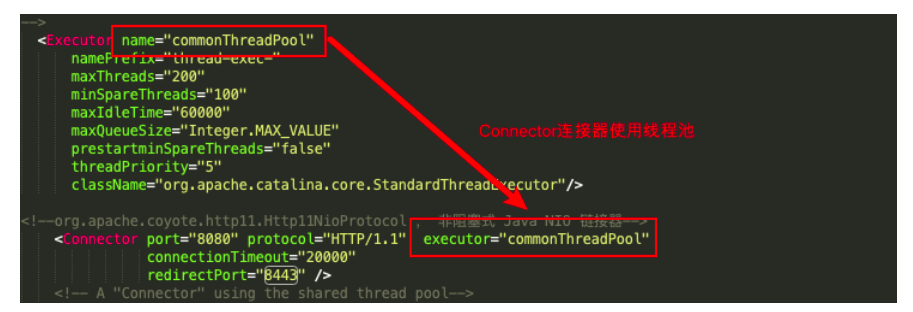 -->
<Executor name="commonThreadPool"
namePrefix="thread-exec-"
maxThreads="200"
minSpareThreads="100"
maxIdleTime="60000"
maxQueueSize="Integer.MAX_VALUE"
Connector连接器使用线程池
prestartminSpareThreads="false"
threadPriority="5"
className="org.apache.catalina.core.StandardThreadExecutor"/>
<!--org.apache.coyote.http11.Http11NioProtocol ， 非阻塞式 Java NIO 链接器-->
<Connector port="8080" protocol="HTTP/1.1" executor="commonThreadPool"
connectionTimeout="20000"
redirectPort="8443" />
<!-- A "Connector" using the shared thread pool-->